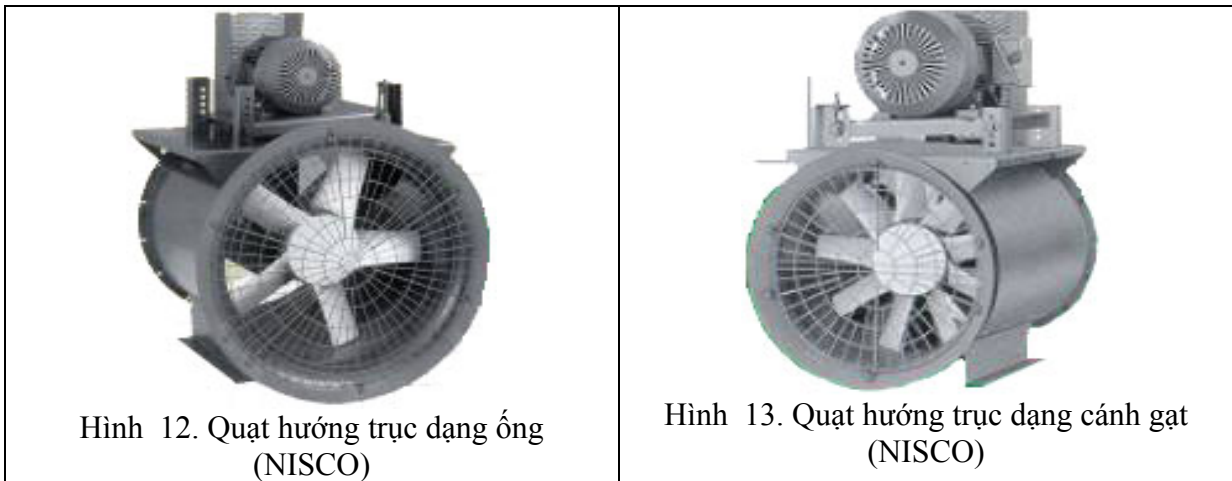 Hình 12. Quạt hướng trục dạng ống
(NISCO)
Hình 13. Quạt hướng trục dạng cánh gạt
(NISCO)